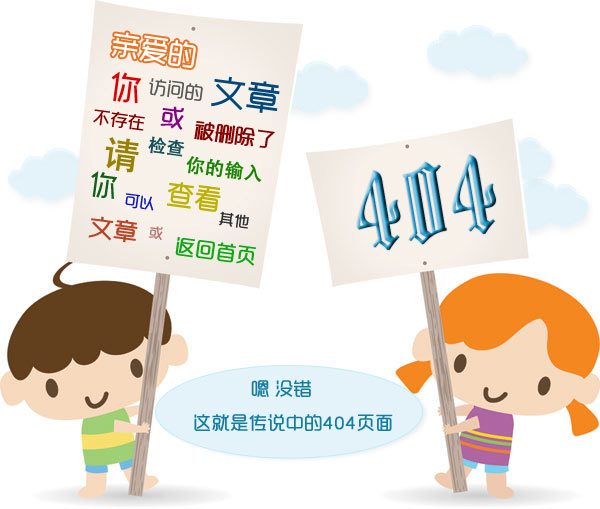 亲爱的
你 访问的 文章
不存在 或 被删除了
请 检查 你的输入
你 可以 查看 其他
文章 或 返回首页
404
嗯 没错
这就是传说中的404页面